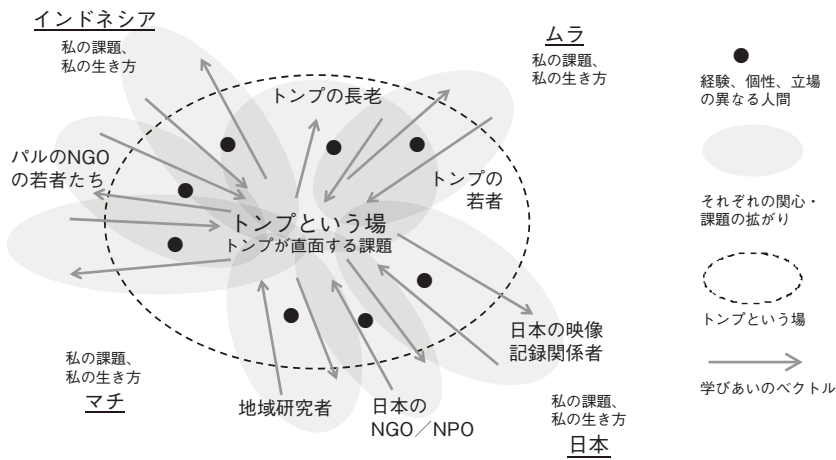 インドネシア
私の課題、
私の生き方
ムラ
私の課題、
私の生き方
トンプの長老
パルのNGO
の若者たち
トンプの
若者
トンプという場
トンプが直面する課題
日本の映像
記録関係者
私の課題、
私の生き方
マチ
地域研究者
日本の
NGO／NPO
私の課題、
私の生き方
日本
経験、個性、立場
の異なる人間
それぞれの関心・
課題の拡がり
トンプという場
学びあいのベクトル